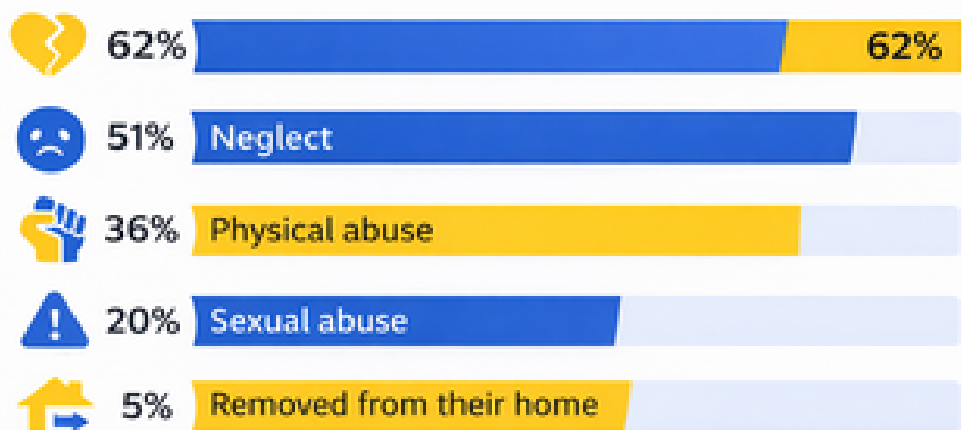 62% 62%
51% Neglect
36% Physical abuse
20% Sexual abuse
5% Removed from their home